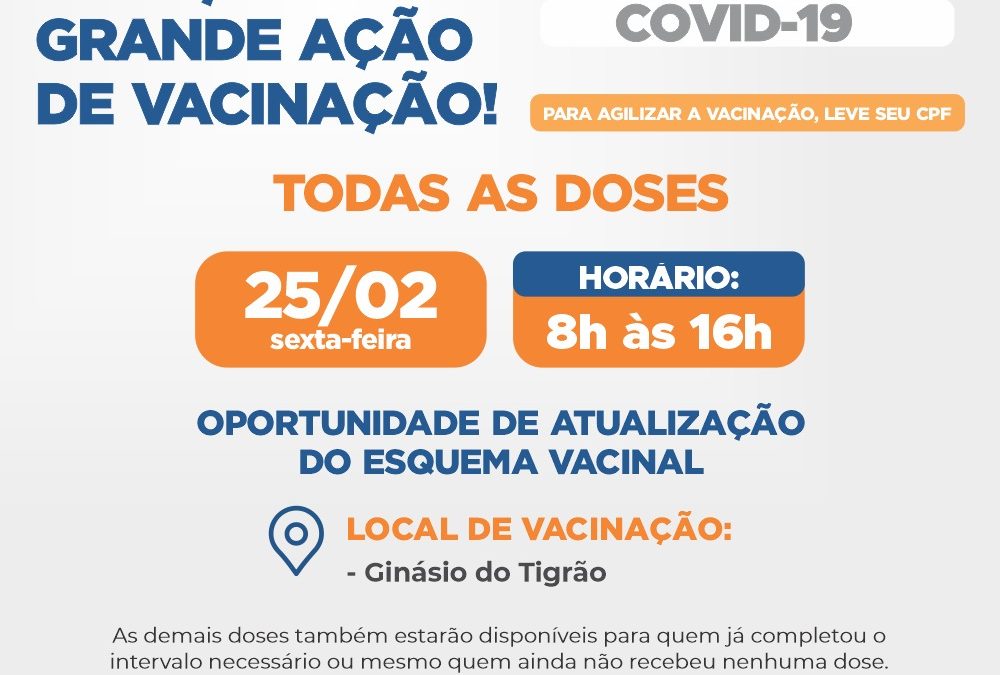 GRANDE AÇÃO
DE VACINAÇÃO!
COVID-19
PARA AGILIZAR A VACINAÇÃO, LEVE SEU CPF
TODAS AS DOSES
25/02
sexta-feira
HORÁRIO:
8h às 16h
OPORTUNIDADE DE ATUALIZAÇÃO
DO ESQUEMA VACINAL
LOCAL DE VACINAÇÃO:
- Ginásio do Tigrão
As demais doses também estarão disponíveis para quem já completou o
intervalo necessário ou mesmo quem ainda não recebeu nenhuma dose.